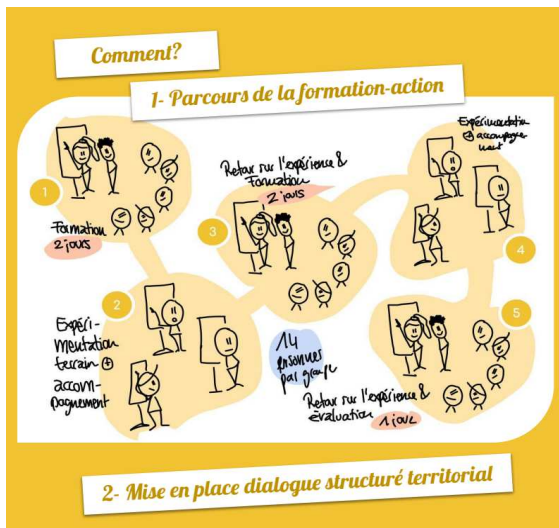 Comment?
1- Parcours de la formation-action
1
Formation
2 jours
2
Expéri-
mentation
terrain +
accom-
pagnement
3
Retour sur l'expérience &
Formation
2 jours
14
personnes
par groupe
4
Expérimentation
+ accompagne
ment
5
Retour sur l'expérience &
évaluation
1 jour
2- Mise en place dialogue structuré territorial